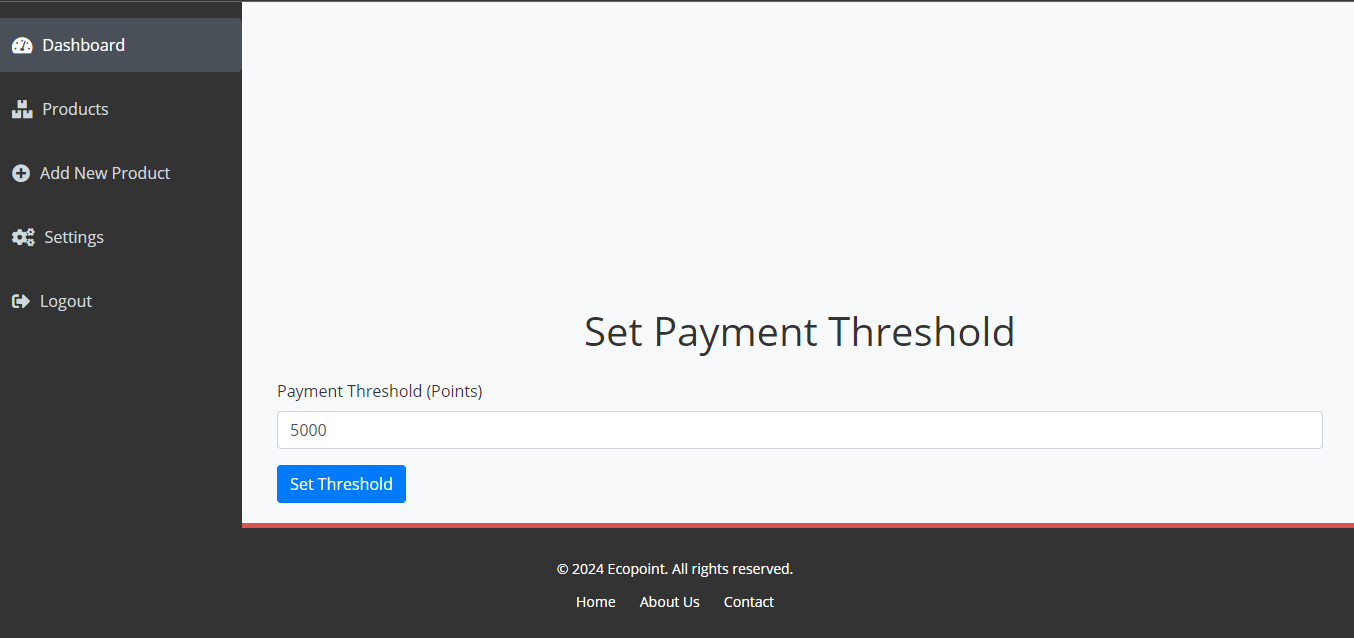 Dashboard
Products
Add New Product
Settings
Logout
Set Payment Threshold
Payment Threshold (Points)
5000
Set Threshold
© 2024 Ecopoint. All rights reserved.
Home About Us Contact